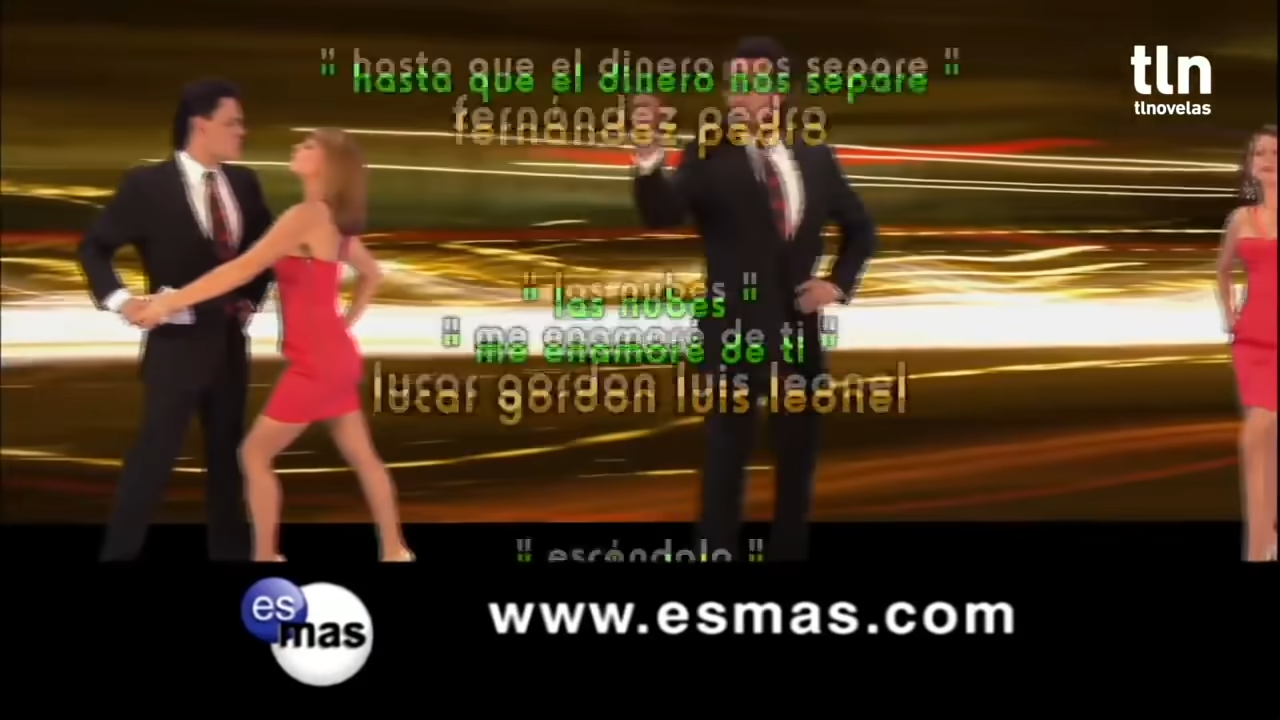 " hasta que el dinero nos separe "
fernández pedro
tln
tlnovelas
" las nubes "
" me enamoré de ti "
lucar gordon luis leonel
" escándalo "
es
mas
www.esmas.com